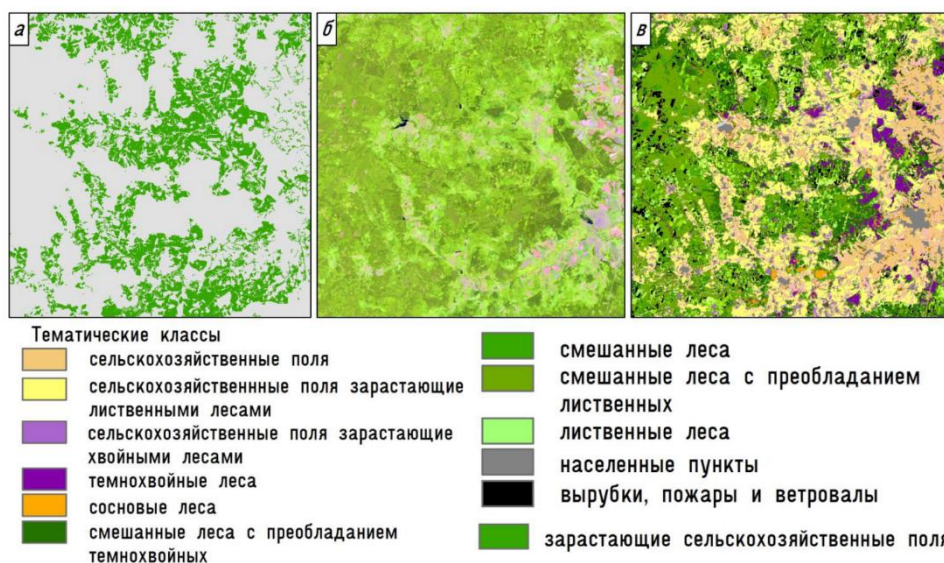 а
б
в
Тематические классы
сельскохозяйственные поля
сельскохозяйственнные поля зарастающие
лиственными лесами
сельскохозяйственные поля зарастающие
хвойными лесами
темнохвойные леса
сосновые леса
смешанные леса с преобладанием
темнохвойных
смешанные леса
смешанные леса с преобладанием
лиственных
лиственные леса
населенные пункты
вырубки, пожары и ветровалы
зарастающие сельскохозяйственные поля